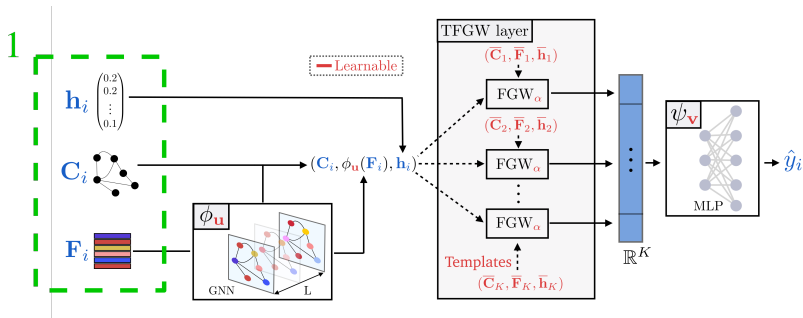 1
h_i
0.2
0.2
⋮
0.1
C_i
F_i
Learnable
ϕ_u
GNN
L
(C_i, ϕ_u(F_i), h_i)
TFGW layer
(C̅_1, F̅_1, h̅_1)
FGW_α
(C̅_2, F̅_2, h̅_2)
FGW_α
⋮
FGW_α
Templates
(C̅_K, F̅_K, h̅_K)
⋮
ℝ^K
ψ_v
MLP
ŷ_i